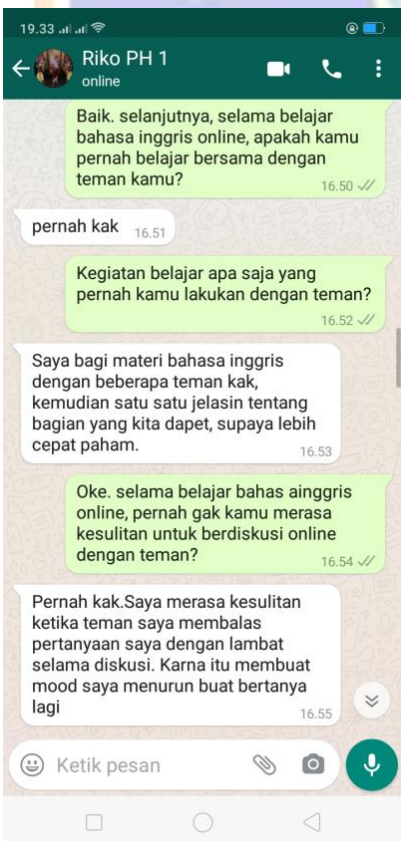 19.33
Riko PH 1
online
Baik. selanjutnya, selama belajar
bahasa inggris online, apakah kamu
pernah belajar bersama dengan
teman kamu?
16.50
pernah kak
16.51
Kegiatan belajar apa saja yang
pernah kamu lakukan dengan teman?
16.52
Saya bagi materi bahasa inggris
dengan beberapa teman kak,
kemudian satu satu jelasin tentang
bagian yang kita dapet, supaya lebih
cepat paham.
16.53
Oke. selama belajar bahas ainggris
online, pernah gak kamu merasa
kesulitan untuk berdiskusi online
dengan teman?
16.54
Pernah kak.Saya merasa kesulitan
ketika teman saya membalas
pertanyaan saya dengan lambat
selama diskusi. Karna itu membuat
mood saya menurun buat bertanya
lagi
16.55
Ketik pesan